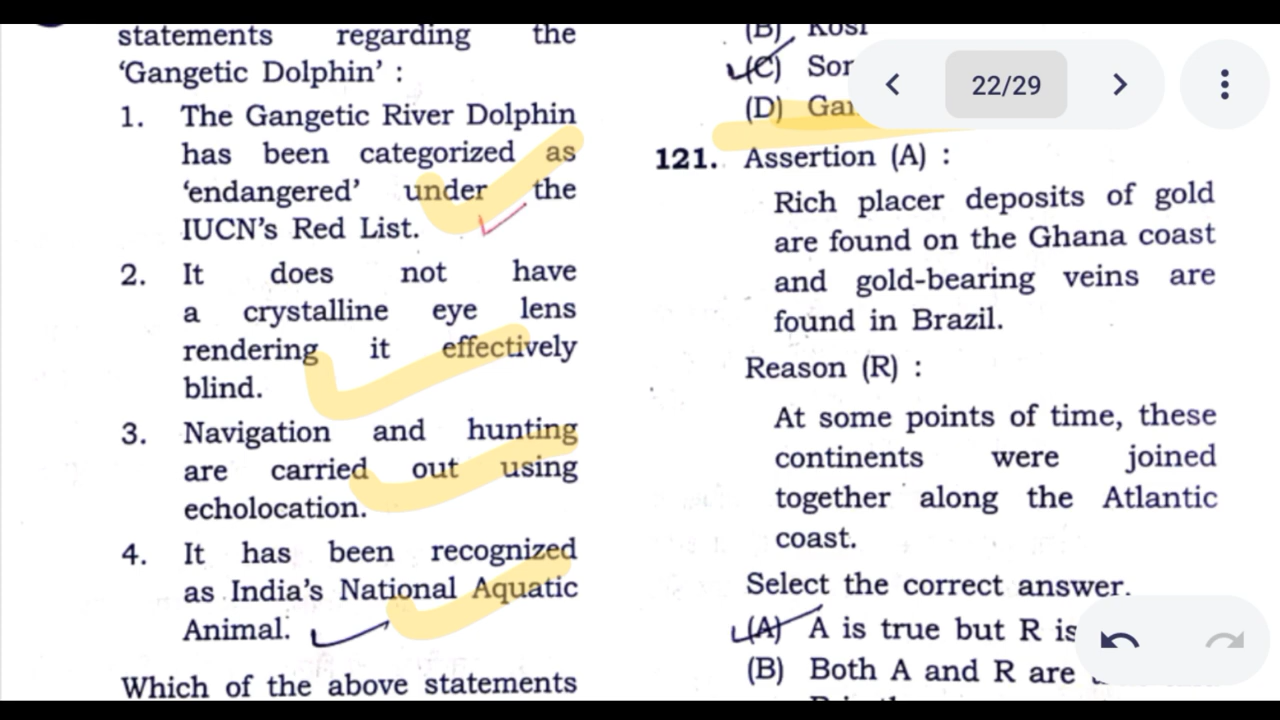 statements regarding the
‘Gangetic Dolphin’ :
1. The Gangetic River Dolphin
has been categorized as
‘endangered’ under the
IUCN’s Red List.
2. It does not have
a crystalline eye lens
rendering it effectively
blind.
3. Navigation and hunting
are carried out using
echolocation.
4. It has been recognized
as India’s National Aquatic
Animal.
Which of the above statements
(B) Kosi
(C)
(D)
22/29
121. Assertion (A) :
Rich placer deposits of gold
are found on the Ghana coast
and gold-bearing veins are
found in Brazil.
Reason (R) :
At some points of time, these
continents were joined
together along the Atlantic
coast.
Select the correct answer.
(A) A is true but R is
(B) Both A and R are